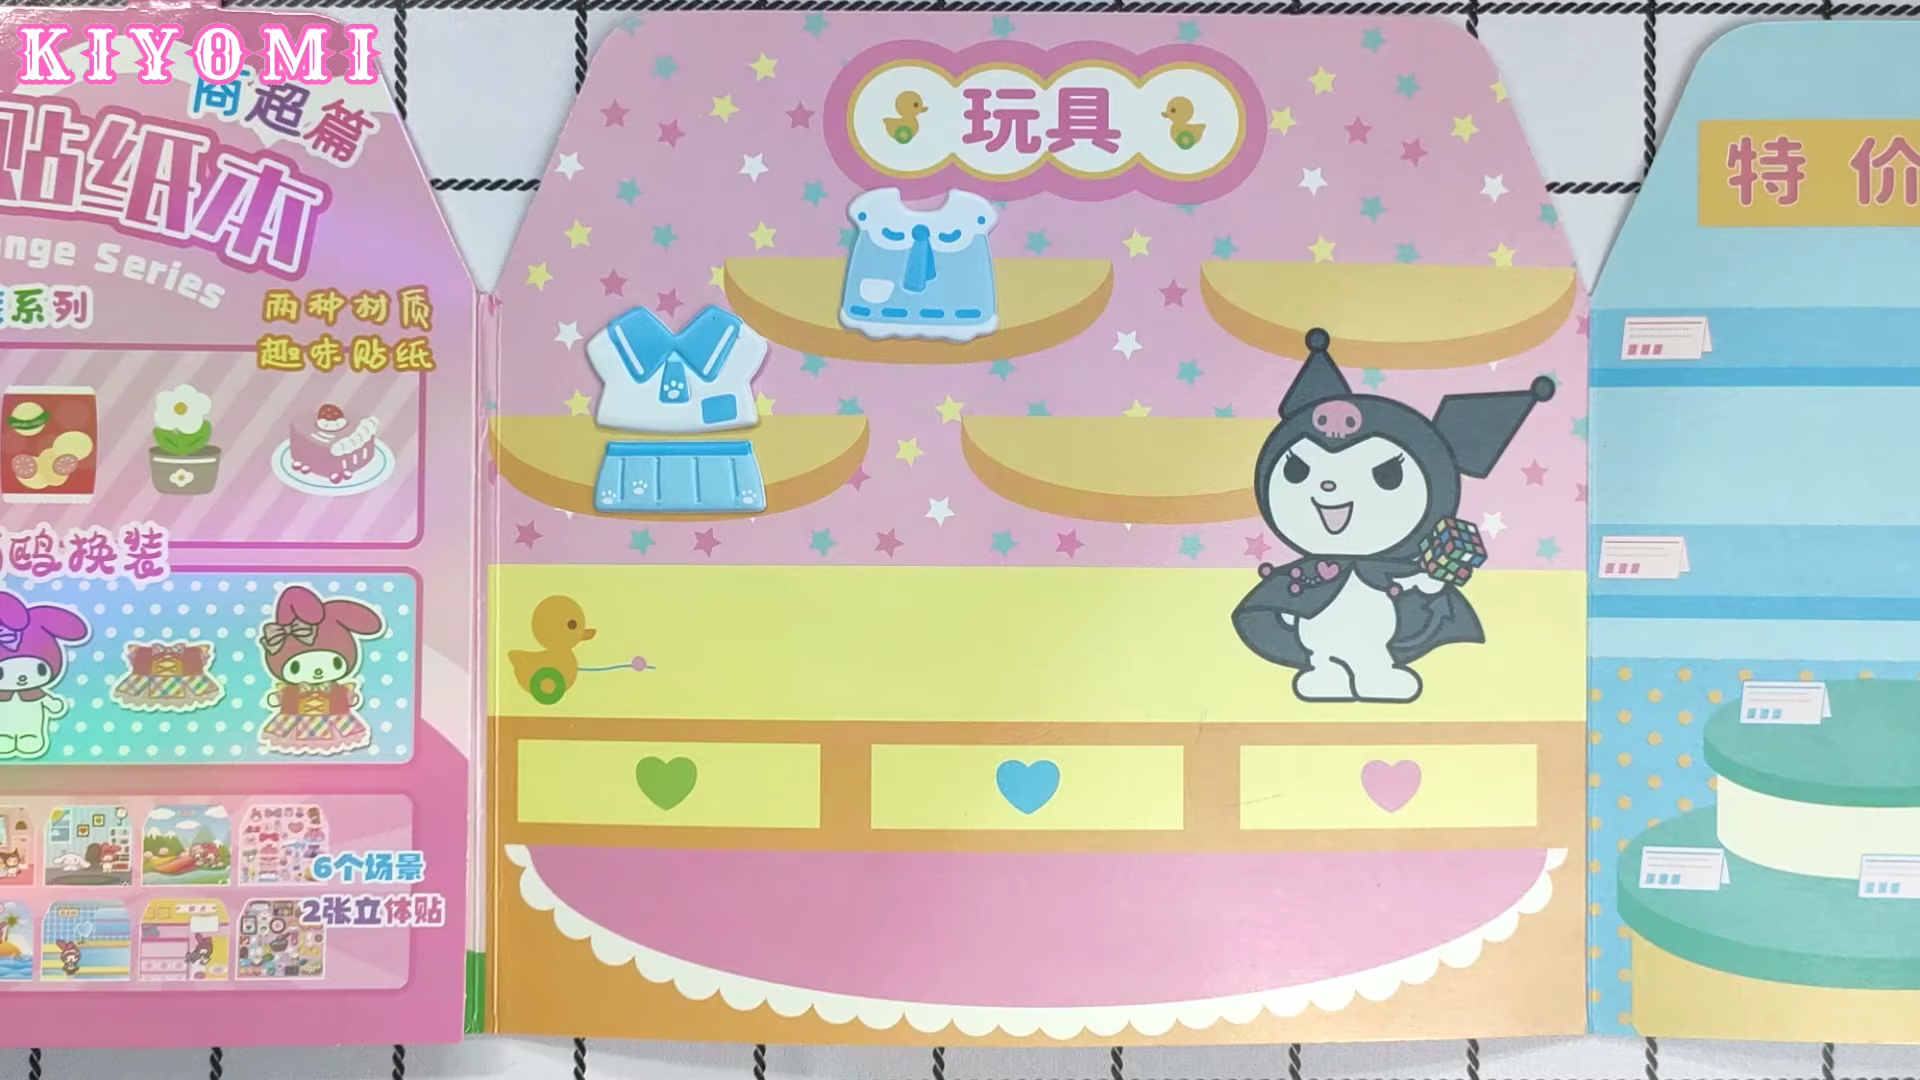 KIYOMI
商超篇
贴纸本
ange Series
系列
两种材质
趣味贴纸
换装
6个场景
2张立体贴
玩具
特价